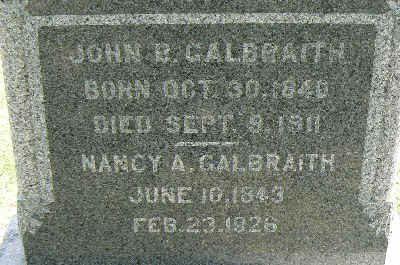 JOHN B. GALBRAITH
BORN OCT. 30, 1840
DIED SEPT. 9, 1911
NANCY A. GALBRAITH
JUNE 10, 1843
FEB. 23, 1926